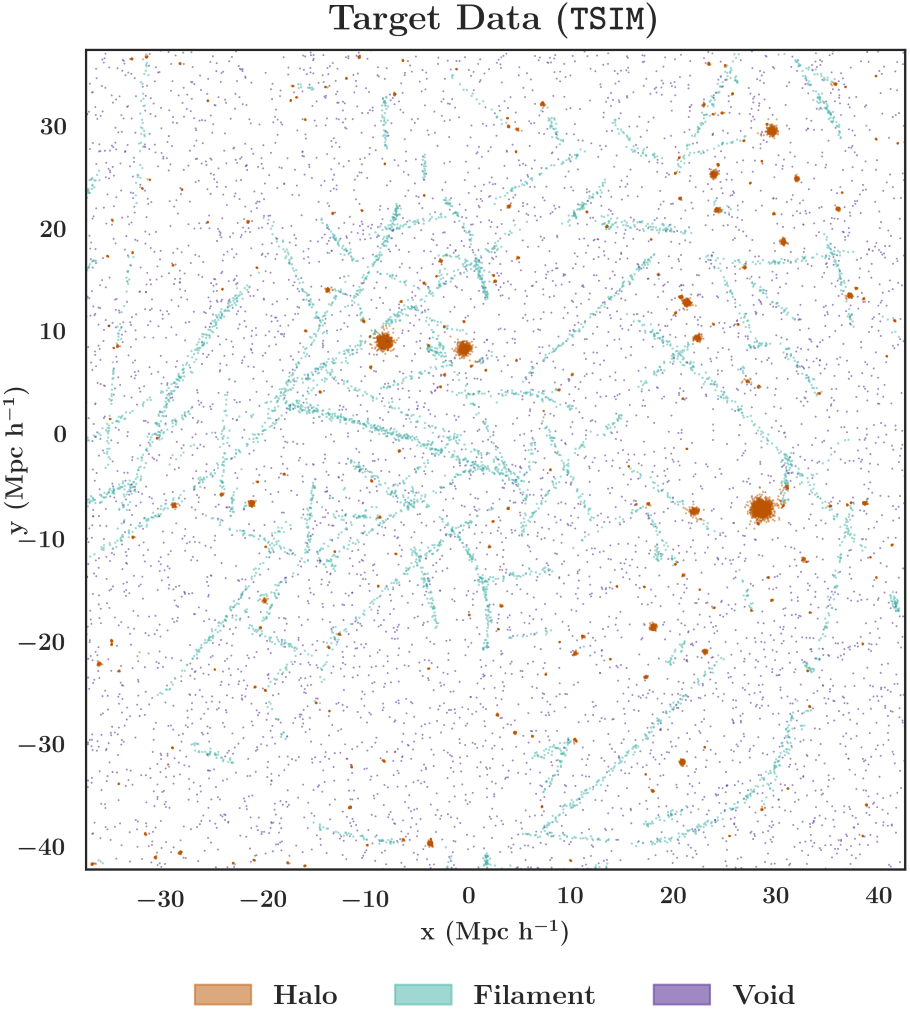 Target Data (TSIM)
30
20
10
0
−10
−20
−30
−40
y (Mpc h⁻¹)
−30 −20 −10 0 10 20 30 40
x (Mpc h⁻¹)
Halo Filament Void